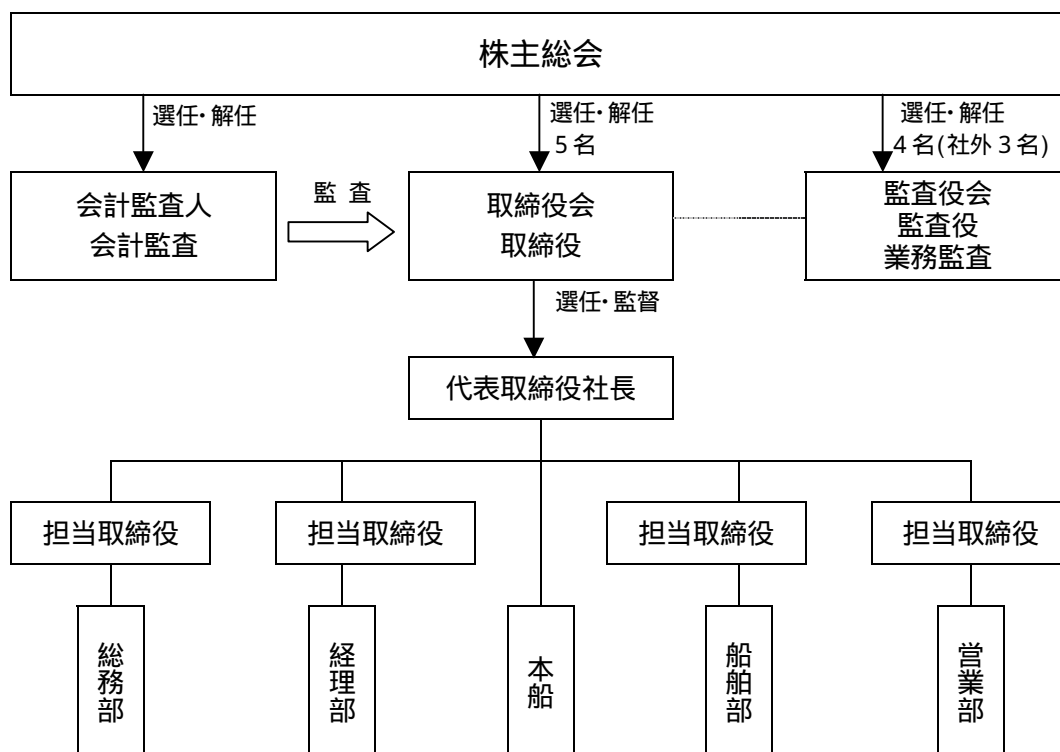 株主総会
選任・解任
選任・解任
5名
選任・解任
4名(社外3名)
会計監査人
会計監査
監 査
取締役会
取締役
監査役会
監査役
業務監査
選任・監督
代表取締役社長
担当取締役
担当取締役
担当取締役
担当取締役
総務部
経理部
本船
船舶部
営業部